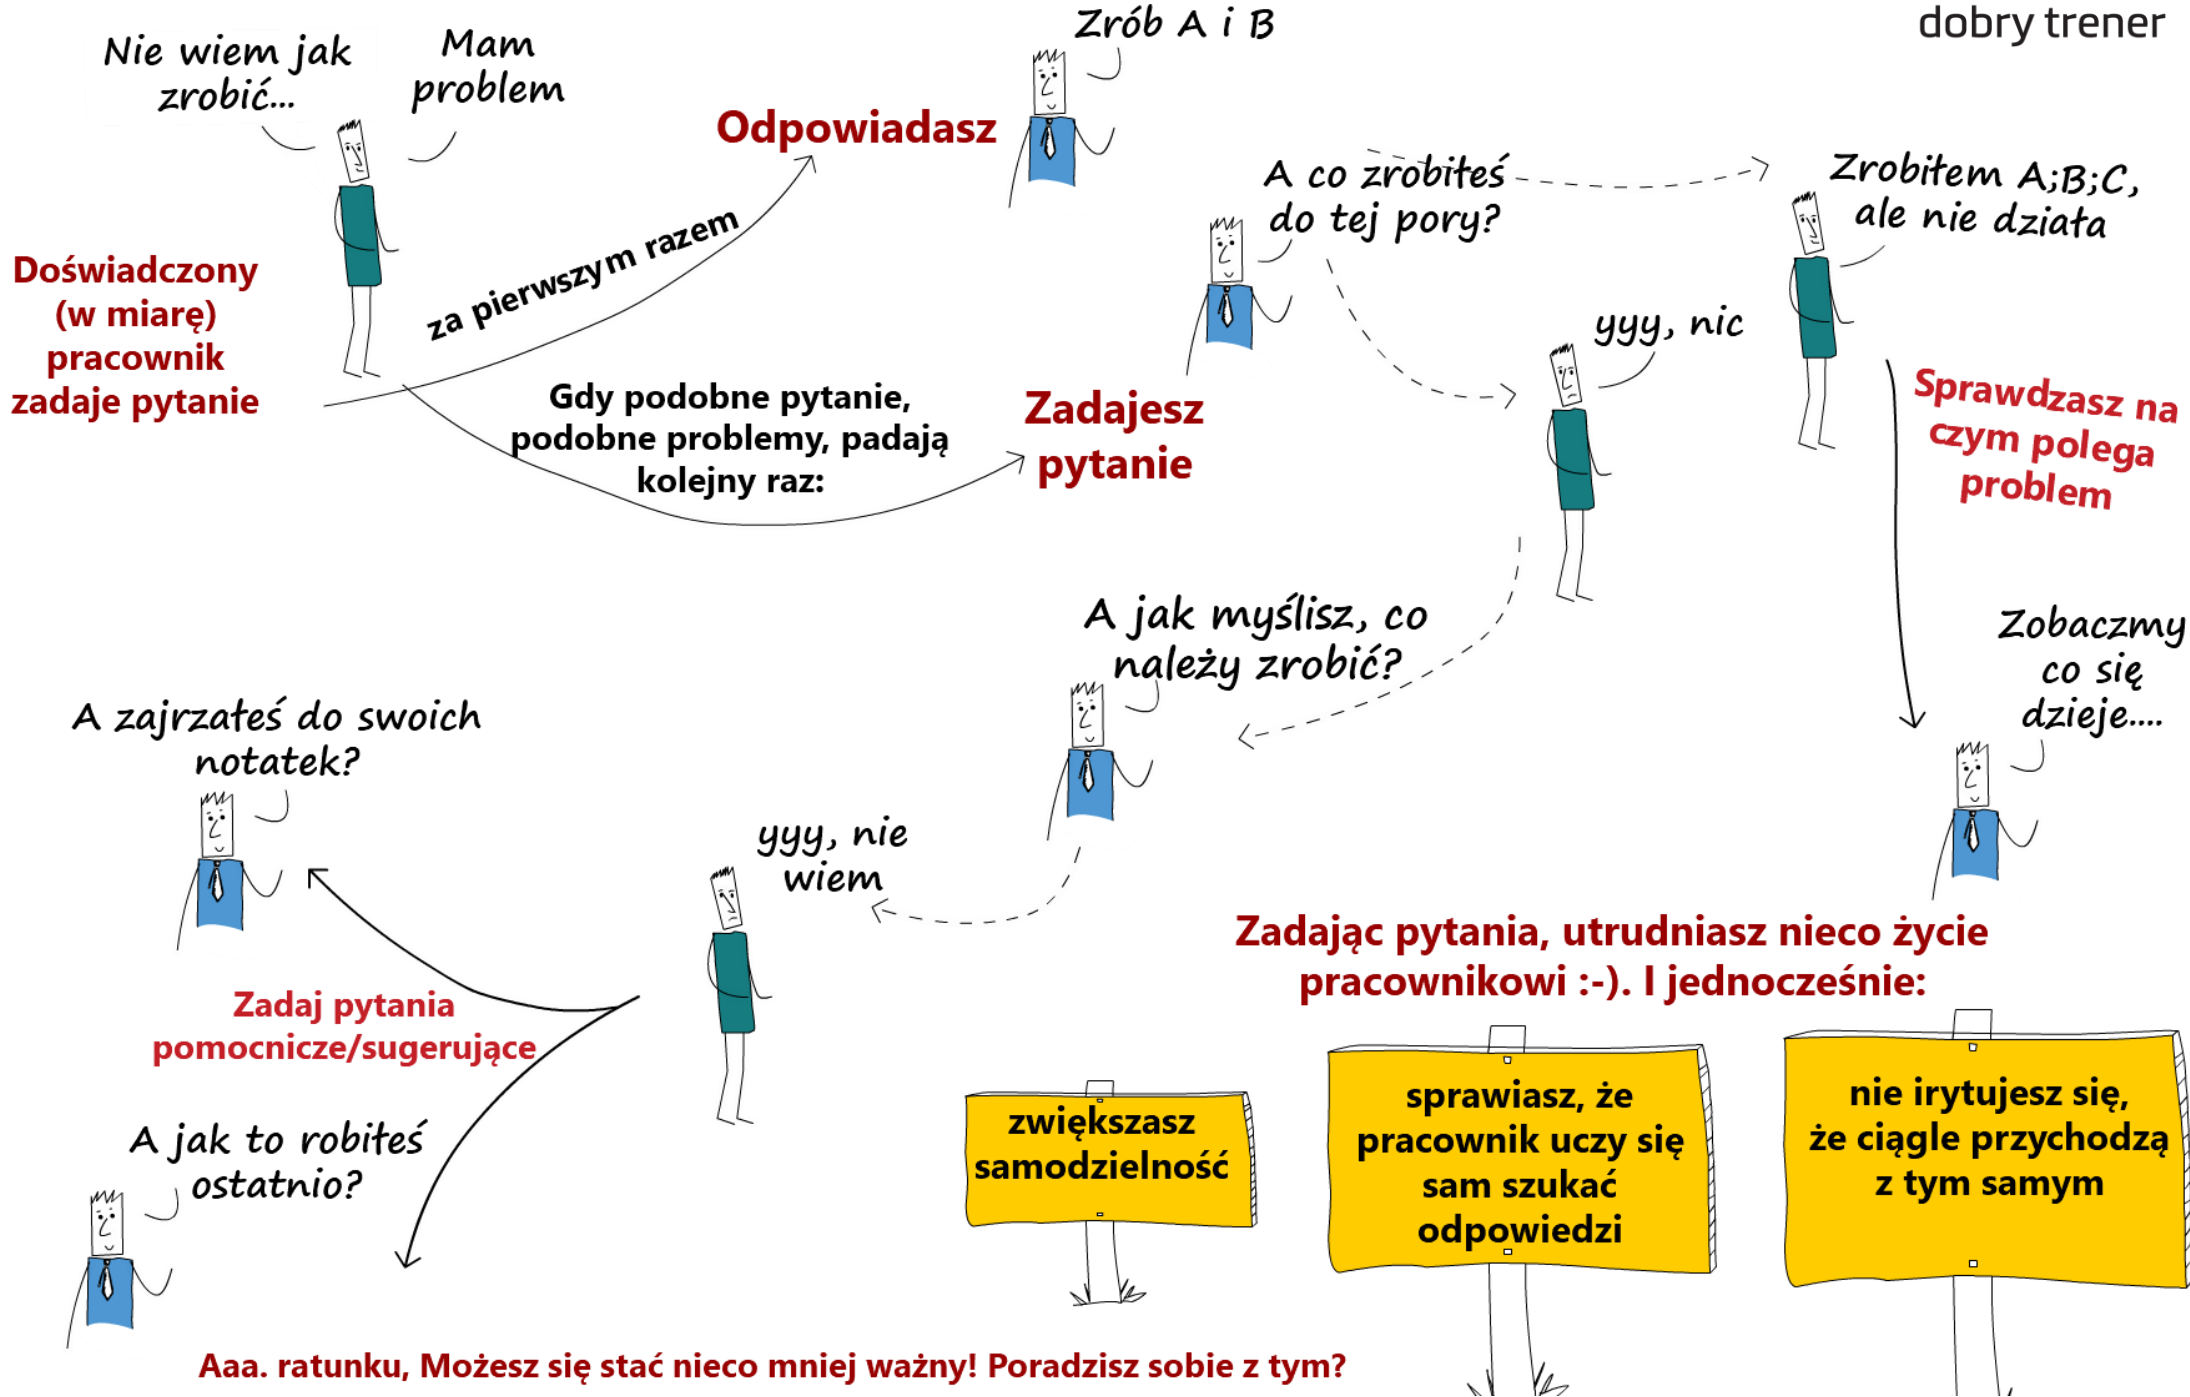 dobry trener
Nie wiem jak
zrobić...
Mam
problem
Doświadczony
(w miarę)
pracownik
zadaje pytanie
za pierwszym razem
Odpowiadasz
Zrób A i B
Gdy podobne pytanie,
podobne problemy, padają
kolejny raz:
Zadajesz
pytanie
A co zrobiłeś
do tej pory?
Zrobiłem A;B;C,
ale nie działa
yyy, nic
Sprawdzasz na
czym polega
problem
Zobaczmy
co się
dzieje....
A jak myślisz, co
należy zrobić?
yyy, nie
wiem
A zajrzałeś do swoich
notatek?
Zadaj pytania
pomocnicze/sugerujące
A jak to robiłeś
ostatnio?
Zadając pytania, utrudniasz nieco życie
pracownikowi :-). I jednocześnie:
zwiększasz
samodzielność
sprawiasz, że
pracownik uczy się
sam szukać
odpowiedzi
nie irytujesz się,
że ciągle przychodzą
z tym samym
Aaa. ratunku, Możesz się stać nieco mniej ważny! Poradzisz sobie z tym?